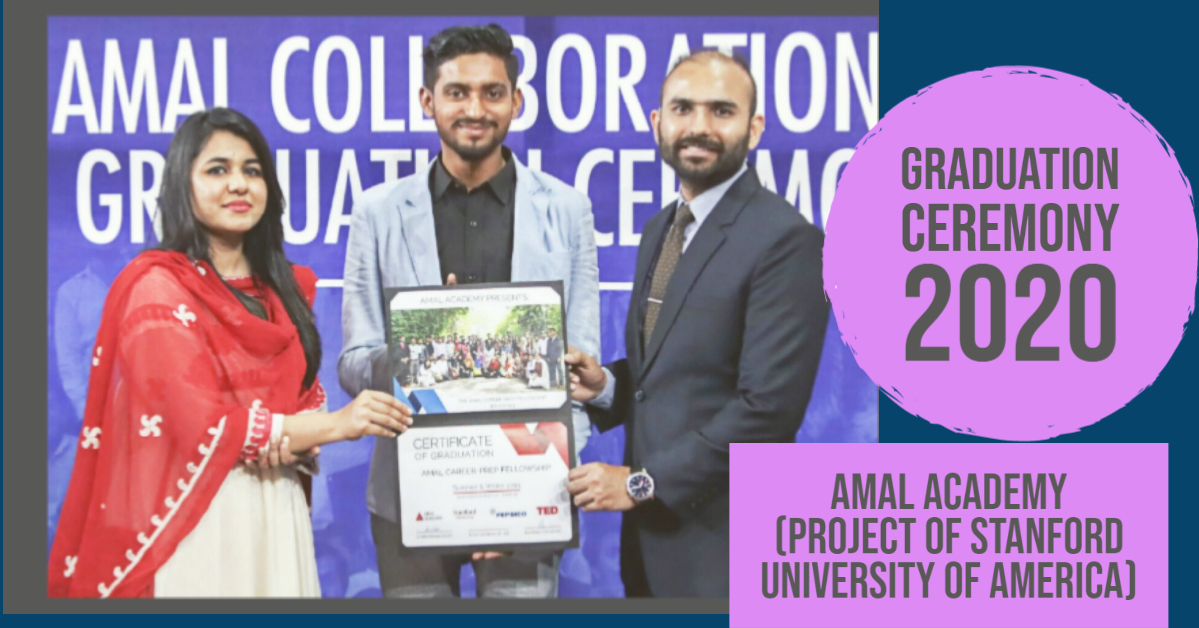 AMAL COLLABORATION
GRADUATION CEREMO
GRADUATION
CEREMONY
2020
AMAL ACADEMY PRESENTS
CERTIFICATE
OF GRADUATION
AMAL CAREER PREP FELLOWSHIP
PEPSICO
TED
AMAL ACADEMY
(PROJECT OF STANFORD
UNIVERSITY OF AMERICA)